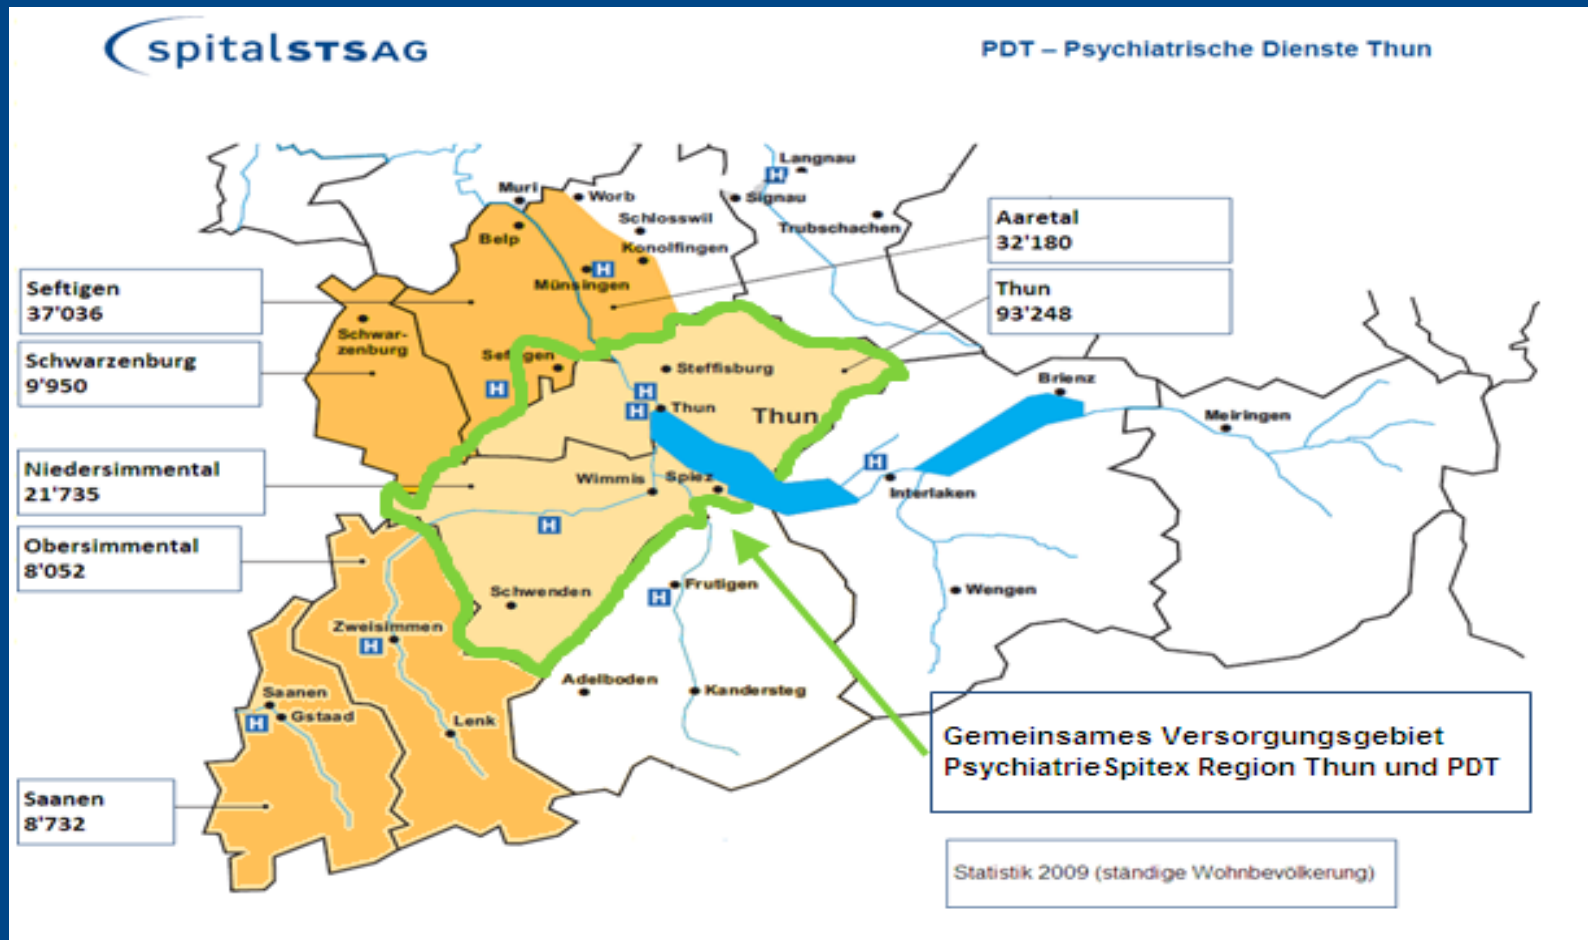 spitalSTSAG
PDT – Psychiatrische Dienste Thun
Langnau
H
Muri
Worb
Signau
Schlosswil
Trubschachen
Belp
Konolfingen
H
Münsingen
Aaretal
32'180
Seftigen
37'036
Thun
93'248
Schwar-
zenburg
Schwarzenburg
9'950
Seftigen
Steffisburg
H
H
H
Thun
Thun
Brienz
Meiringen
Niedersimmental
21'735
Wimmis
Spiez
H
Interlaken
H
Obersimmental
8'052
Schwenden
Frutigen
H
Wengen
Zweisimmen
H
Adelboden
Kandersteg
Saanen
H
Gstaad
Lenk
Gemeinsames Versorgungsgebiet
PsychiatrieSpitex Region Thun und PDT
Saanen
8'732
Statistik 2009 (ständige Wohnbevölkerung)